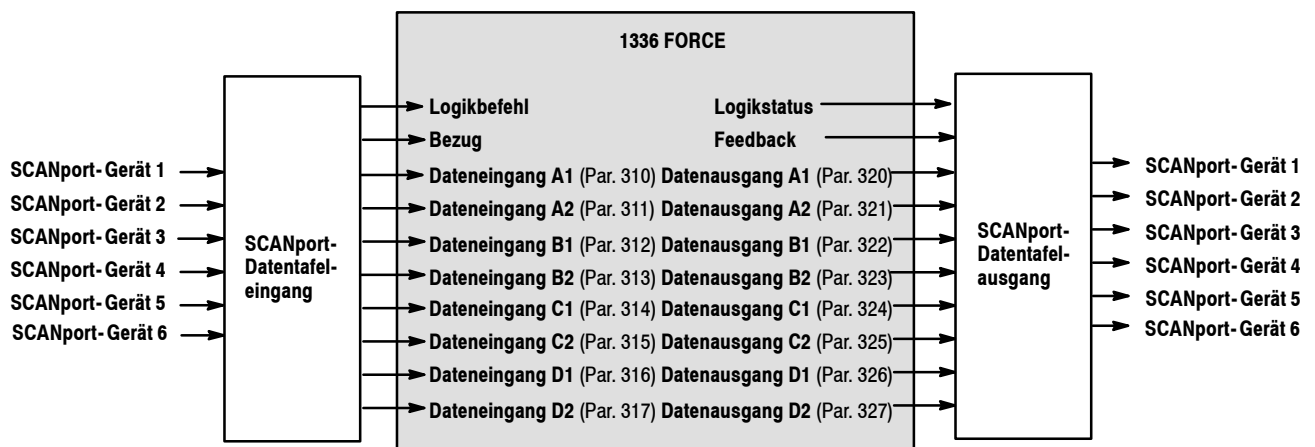 1336 FORCE
SCANport- Gerät 1
SCANport- Gerät 2
SCANport- Gerät 3
SCANport- Gerät 4
SCANport- Gerät 5
SCANport- Gerät 6
SCANport-
Datentafel-
eingang
Logikbefehl Logikstatus
Bezug Feedback
Dateneingang A1 (Par. 310) Datenausgang A1 (Par. 320)
Dateneingang A2 (Par. 311) Datenausgang A2 (Par. 321)
Dateneingang B1 (Par. 312) Datenausgang B1 (Par. 322)
Dateneingang B2 (Par. 313) Datenausgang B2 (Par. 323)
Dateneingang C1 (Par. 314) Datenausgang C1 (Par. 324)
Dateneingang C2 (Par. 315) Datenausgang C2 (Par. 325)
Dateneingang D1 (Par. 316) Datenausgang D1 (Par. 326)
Dateneingang D2 (Par. 317) Datenausgang D2 (Par. 327)
SCANport-
Datentafel-
ausgang
SCANport- Gerät 1
SCANport- Gerät 2
SCANport- Gerät 3
SCANport- Gerät 4
SCANport- Gerät 5
SCANport- Gerät 6